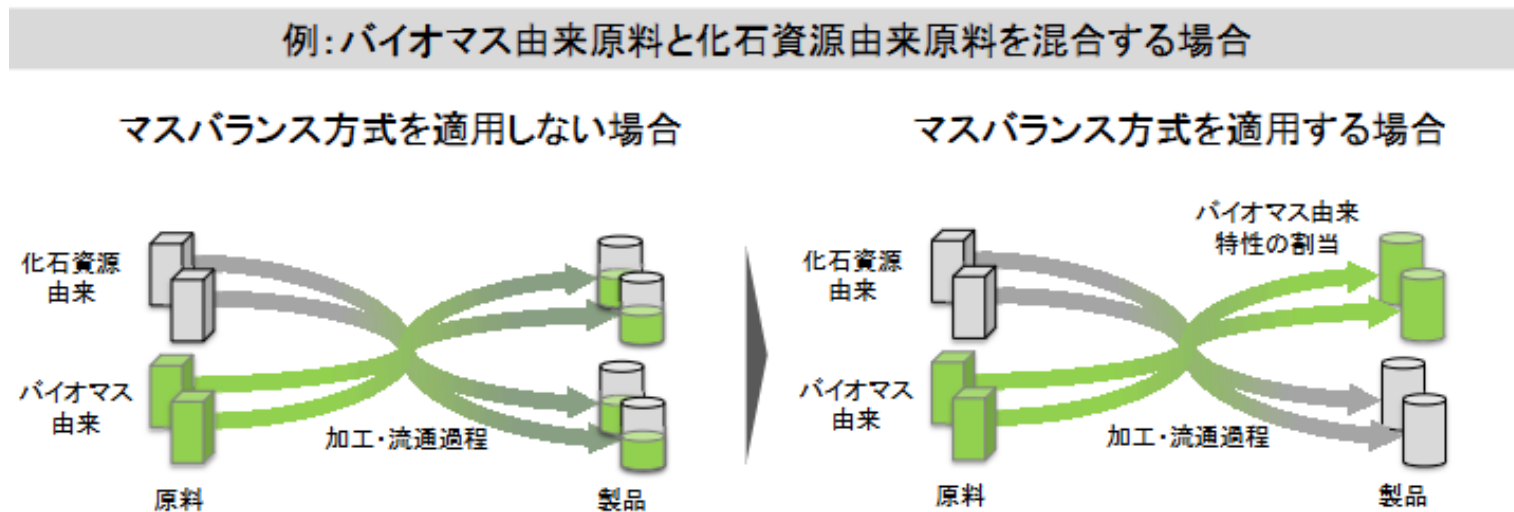 例：バイオマス由来原料と化石資源由来原料を混合する場合
マスバランス方式を適用しない場合
化石資源
由来
バイオマス
由来
加工・流通過程
原料
製品
マスバランス方式を適用する場合
バイオマス由来
特性の割当
化石資源
由来
バイオマス
由来
加工・流通過程
原料
製品